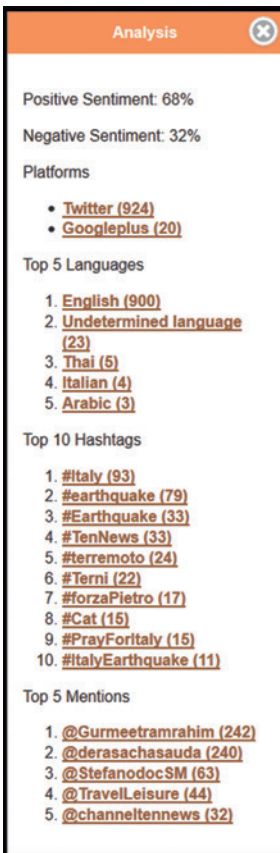 Analysis
Positive Sentiment: 68%
Negative Sentiment: 32%
Platforms
• Twitter (924)
• Googleplus (20)
Top 5 Languages
1. English (900)
2. Undetermined language
(23)
3. Thai (5)
4. Italian (4)
5. Arabic (3)
Top 10 Hashtags
1. #Italy (93)
2. #earthquake (79)
3. #Earthquake (33)
4. #TenNews (33)
5. #terremoto (24)
6. #Terni (22)
7. #forzaPietro (17)
8. #Cat (15)
9. #PrayForItaly (15)
10. #ItalyEarthquake (11)
Top 5 Mentions
1. @Gurmeetramrahim (242)
2. @derasachasauda (240)
3. @StefanodocSM (63)
4. @TravelLeisure (44)
5. @channeltennews (32)